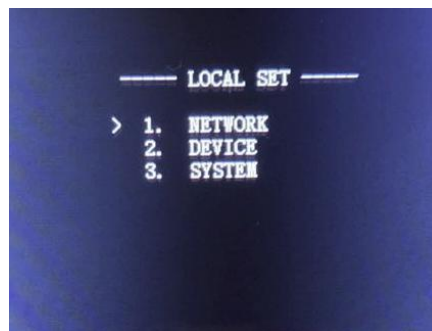 ----- LOCAL SET -----
> 1. NETWORK
2. DEVICE
3. SYSTEM